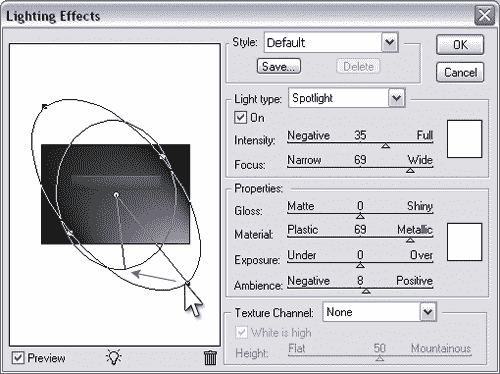 Lighting Effects
Style: Default
OK
Save... Delete
Cancel
Light type: Spotlight
On
Intensity: Negative 35 Full
Focus: Narrow 69 Wide
Properties:
Gloss: Matte 0 Shiny
Material: Plastic 69 Metallic
Exposure: Under 0 Over
Ambience: Negative 8 Positive
Texture Channel: None
White is high
Height: Flat 50 Mountainous
Preview